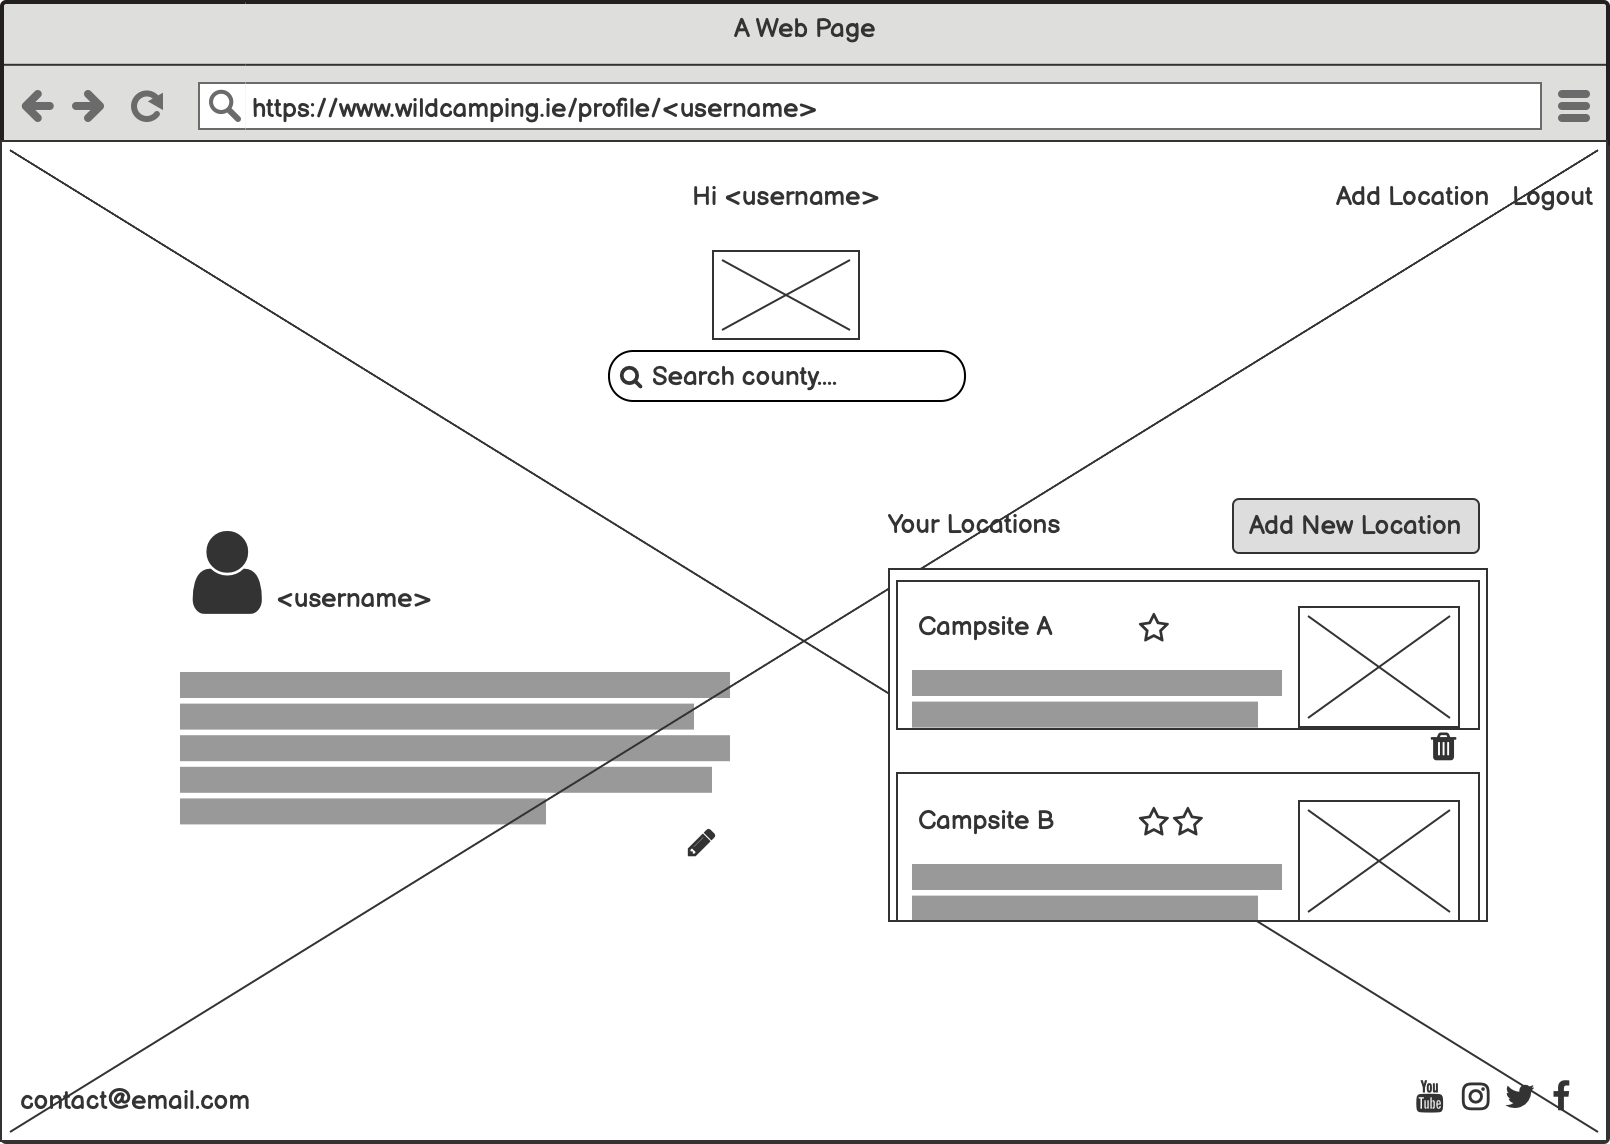 A Web Page
https://www.wildcamping.ie/profile/<username>
Hi <username>
Add Location Logout
Search county....
Your Locations
Add New Location
<username>
Campsite A
Campsite B
contact@email.com
You
Tube